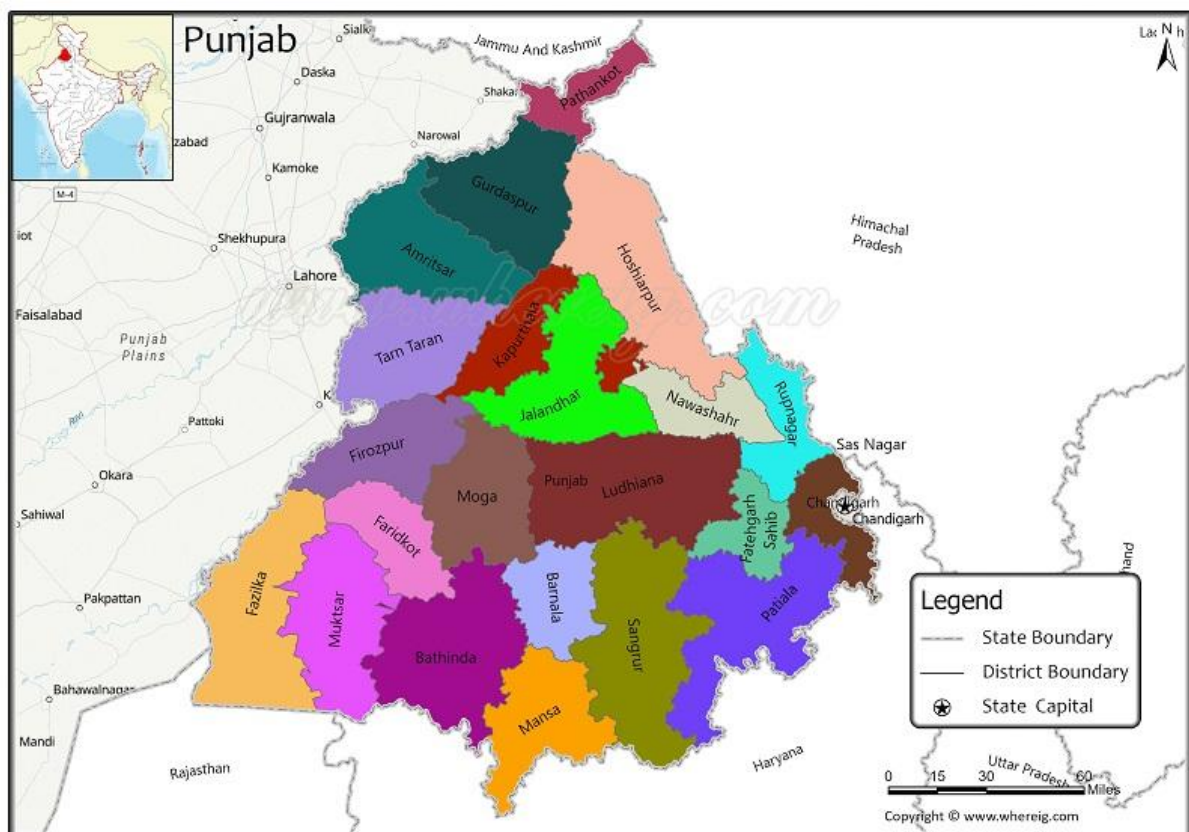 Punjab
Sialk
Jammu And Kashmir
N
Daska
Shaka
Pathankot
Gujranwala
zabad
Narowal
Kamoke
M-4
Gurdaspur
iot
Shekhupura
Amritsar
Hoshiarpur
Himachal
Pradesh
Lahore
Faisalabad
Punjab
Plains
Tarn Taran
Kapurthala
Jalandhar
Nawashahr
Rupnagar
K
Ravi
Pattoki
Firozpur
Sas Nagar
Okara
Moga
Punjab
Ludhiana
Chandigarh
Chandigarh
Sahiwal
Faridkot
Fatehgarh
Sahib
Fazilka
Muktsar
Barnala
Patiala
Pakpattan
Bathinda
Sangrur
Bahawalnagar
Mansa
Mandi
Rajasthan
Haryana
Uttar Pradesh
Legend
State Boundary
District Boundary
State Capital
0 15 30 60
Miles
Copyright © www.whereig.com